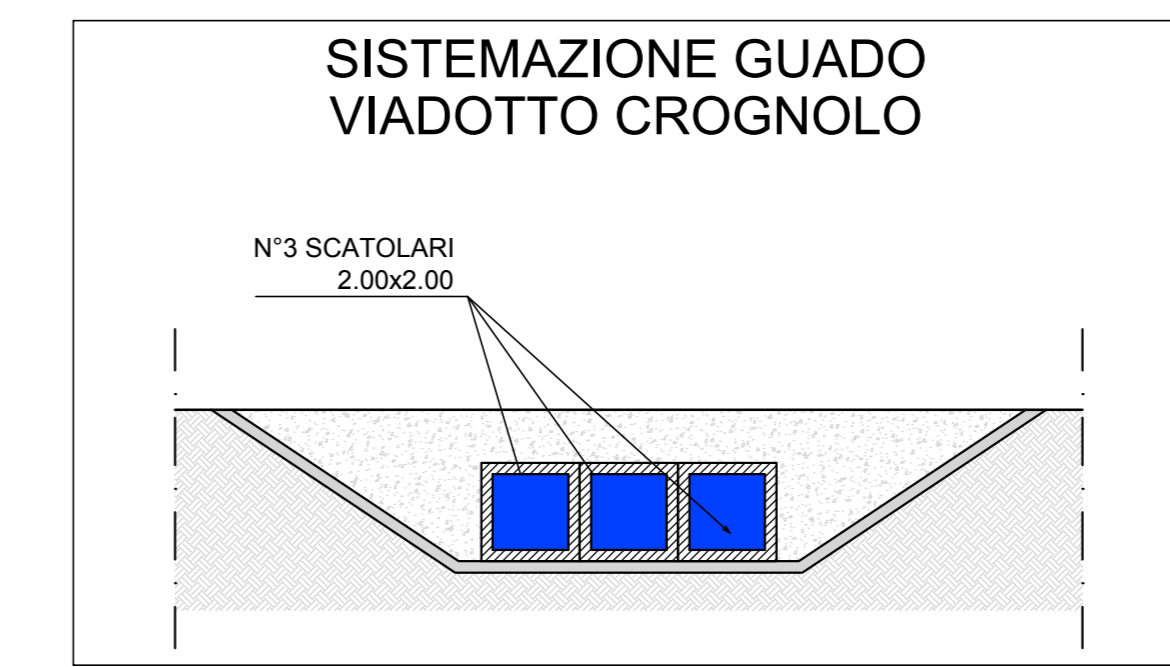 SISTEMAZIONE GUADO
VIADOTTO CROGNOLO
N°3 SCATOLARI
2.00x2.00